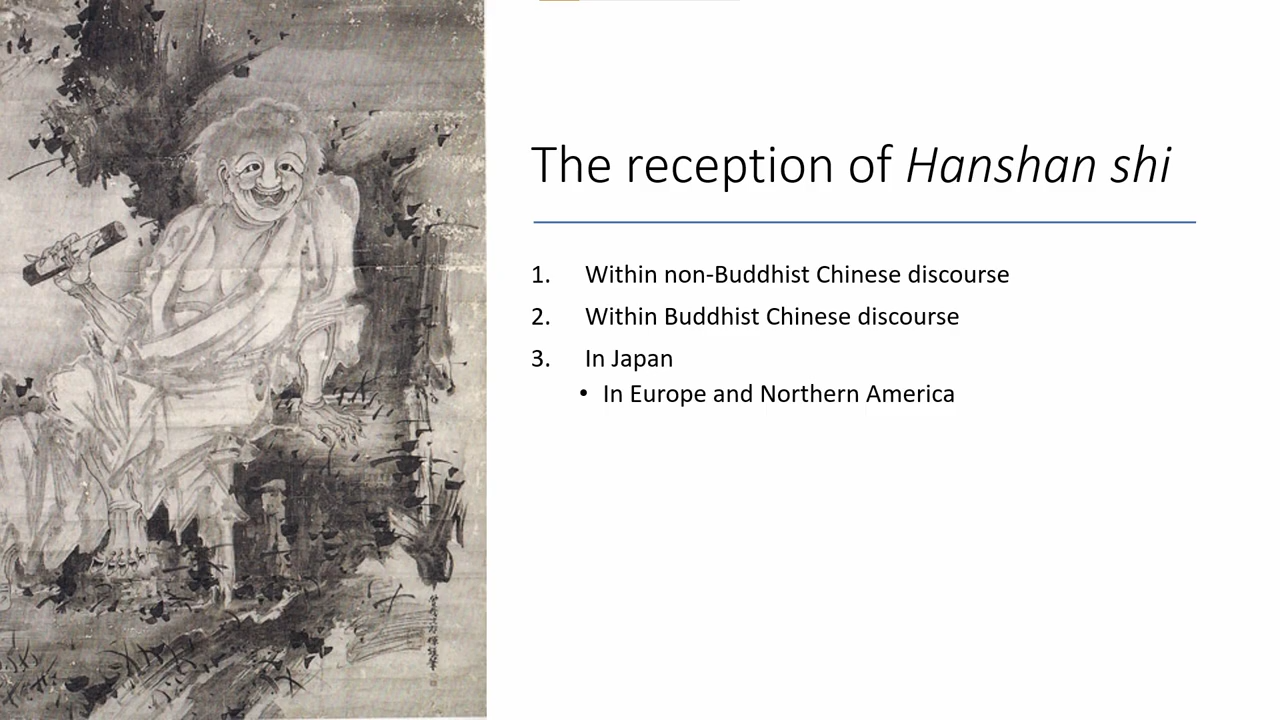 The reception of Hanshan shi
1. Within non-Buddhist Chinese discourse
2. Within Buddhist Chinese discourse
3. In Japan
• In Europe and Northern America